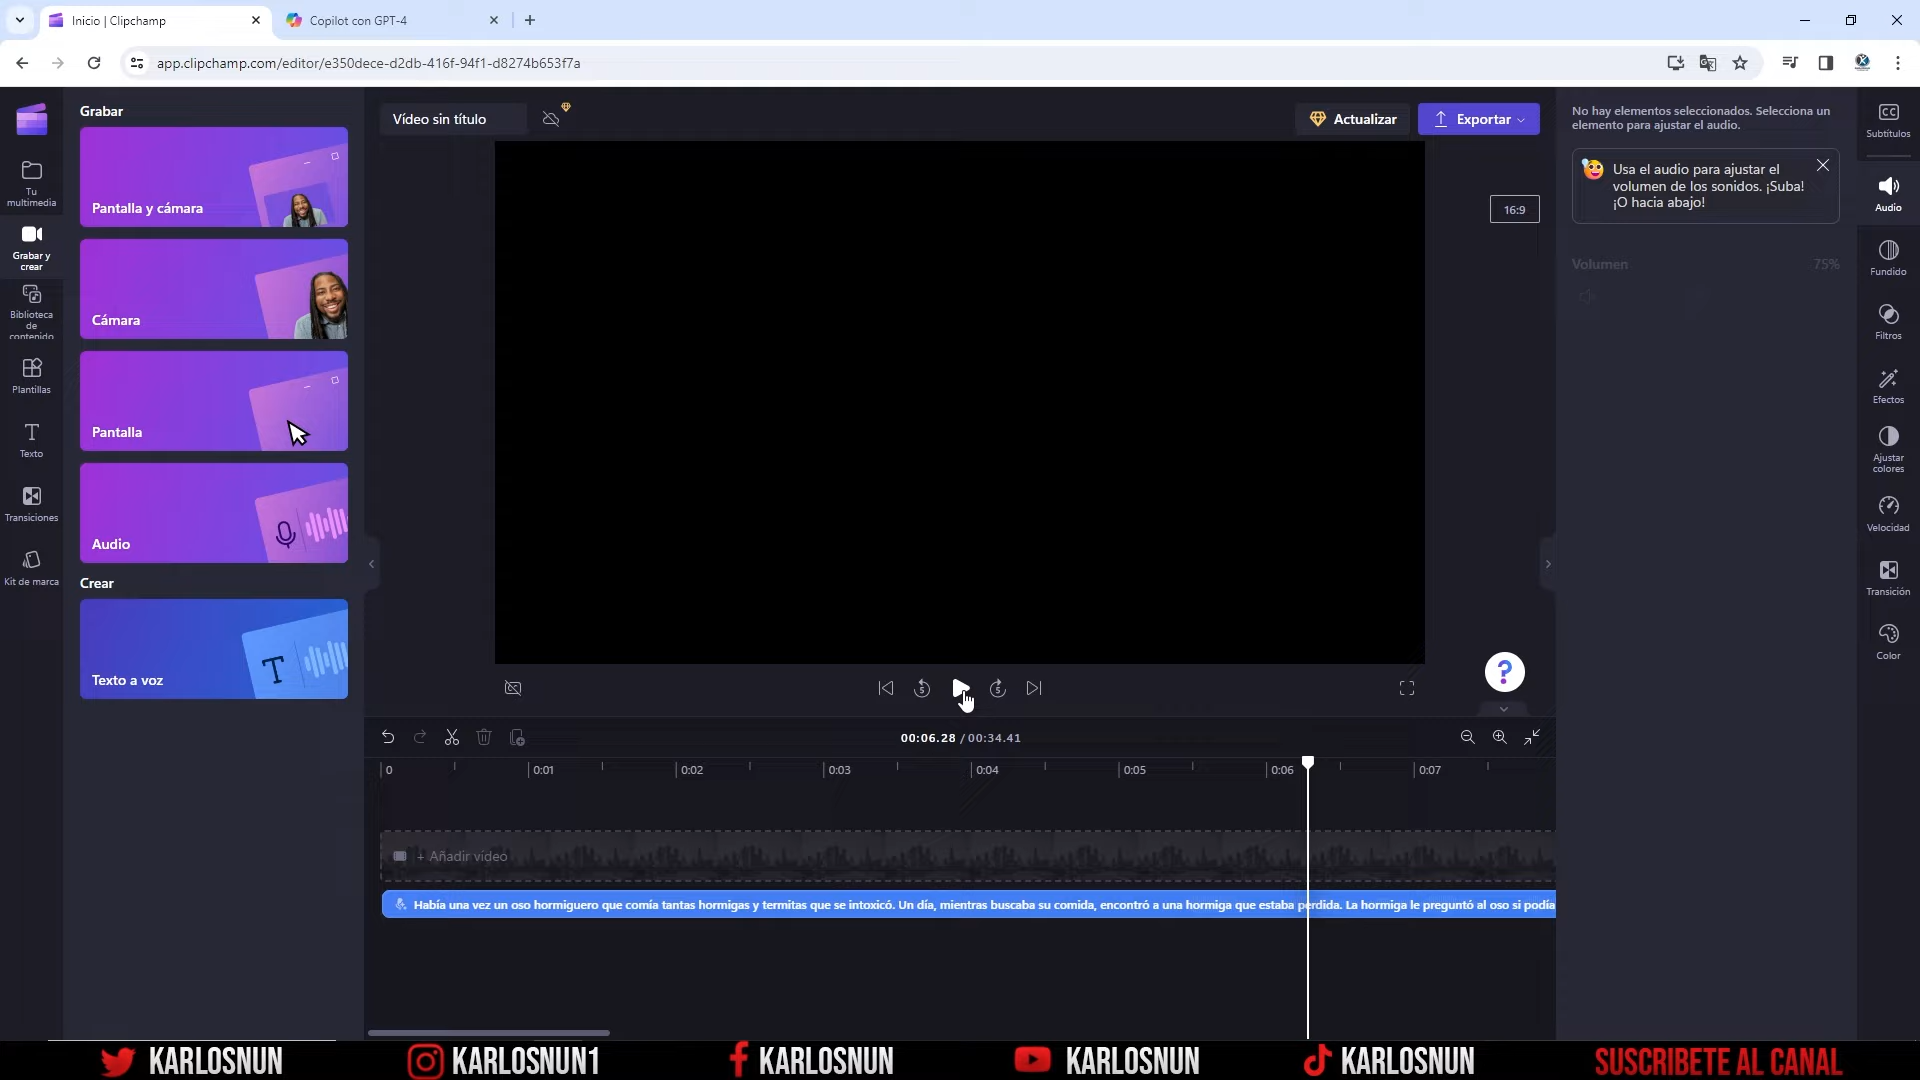 Inicio | Clipchamp
Copilot con GPT-4
app.clipchamp.com/editor/e350dece-d2db-416f-94f1-d8274b653f7a
Tu
multimedia
Grabar y
crear
Biblioteca
de
contenido
Plantillas
Texto
Transiciones
Kit de marca
Grabar
Pantalla y cámara
Cámara
Pantalla
Audio
Crear
T
Texto a voz
Vídeo sin título
Actualizar
Exportar
16:9
5
5
?
00:06.28 / 00:34.41
0
0:01
0:02
0:03
0:04
0:05
0:06
0:07
+ Añadir vídeo
Había una vez un oso hormiguero que comía tantas hormigas y termitas que se intoxicó. Un día, mientras buscaba su comida, encontró a una hormiga que estaba perdida. La hormiga le preguntó al oso si podía
No hay elementos seleccionados. Selecciona un
elemento para ajustar el audio.
Usa el audio para ajustar el
volumen de los sonidos. ¡Suba!
¡O hacia abajo!
Volumen 75%
CC
Subtítulos
Audio
Fundido
Filtros
Efectos
Ajustar
colores
Velocidad
Transición
Color
KARLOSNUN
KARLOSNUN1
KARLOSNUN
KARLOSNUN
KARLOSNUN
SUSCRIBETE AL CANAL